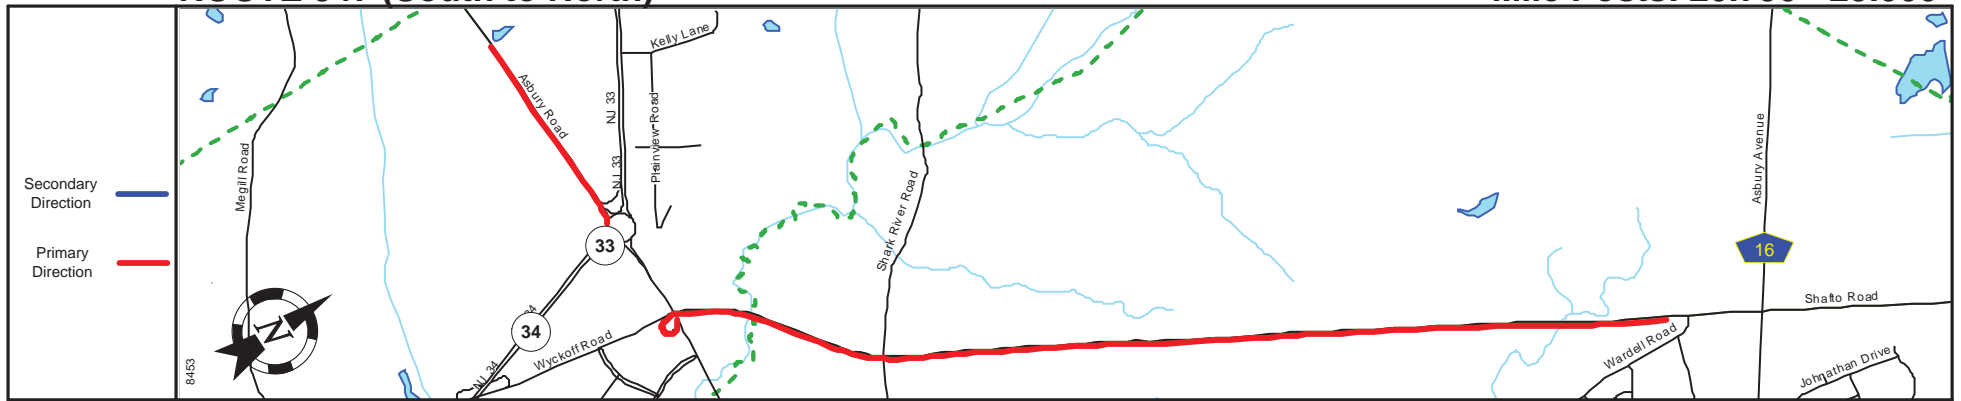 Secondary
Direction
Primary
Direction
8453
N
Megill Road
Asbury Road
NJ 33
NJ 33
Kelly Lane
Plainview Road
33
34
NJ 34
Wyckoff Road
Shark River Road
Asbury Avenue
16
Shafto Road
Wardell Road
Johnathan Drive